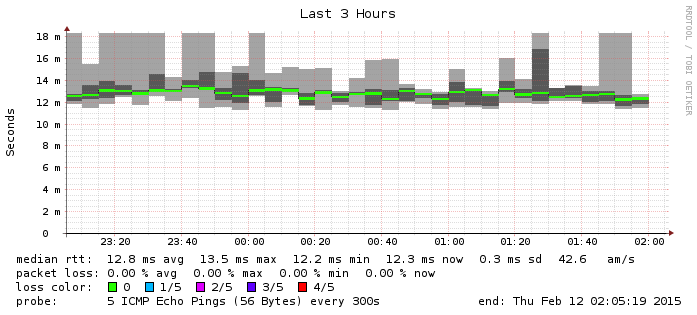 Last 3 Hours
RRDTOOL / TOBI OETIKER
Seconds
18 m
16 m
14 m
12 m
10 m
8 m
6 m
4 m
2 m
0
23:20 23:40 00:00 00:20 00:40 01:00 01:20 01:40 02:00
median rtt: 12.8 ms avg 13.5 ms max 12.2 ms min 12.3 ms now 0.3 ms sd 42.6 am/s
packet loss: 0.00 % avg 0.00 % max 0.00 % min 0.00 % now
loss color: 0 1/5 2/5 3/5 4/5
probe: 5 ICMP Echo Pings (56 Bytes) every 300s end: Thu Feb 12 02:05:19 2015